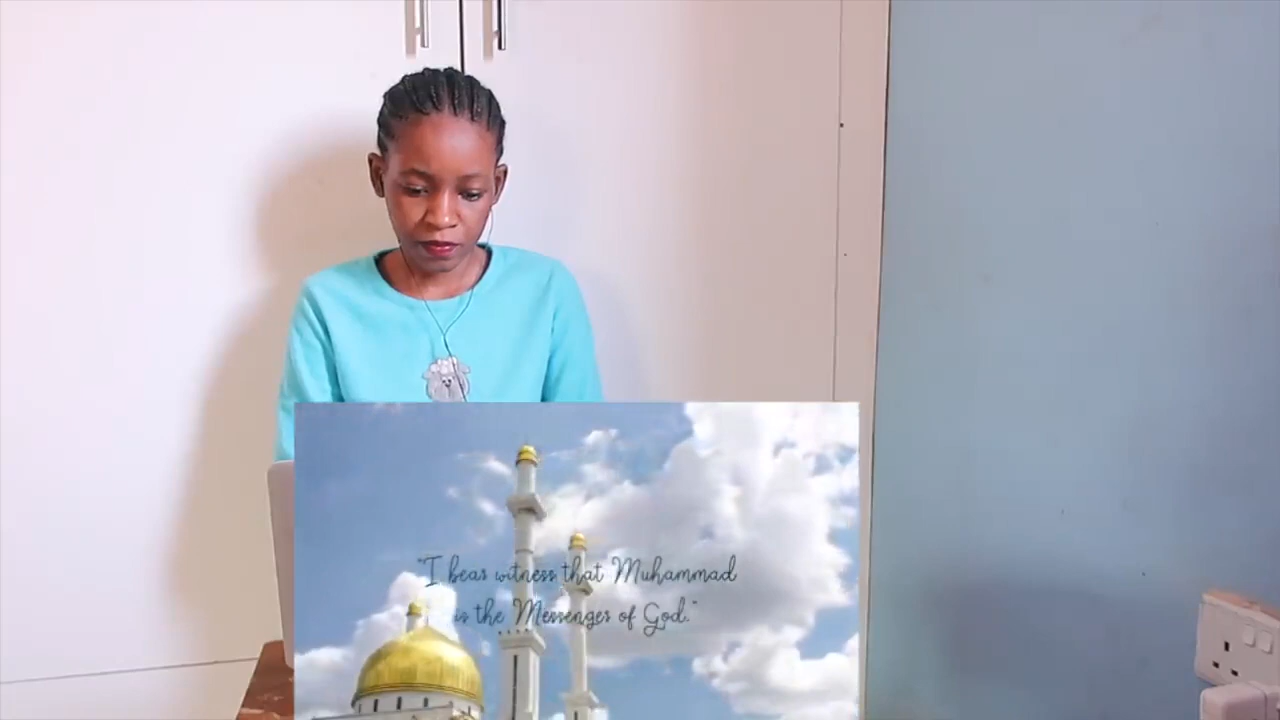 "I bear witness that Muhammad
is the Messenger of God."